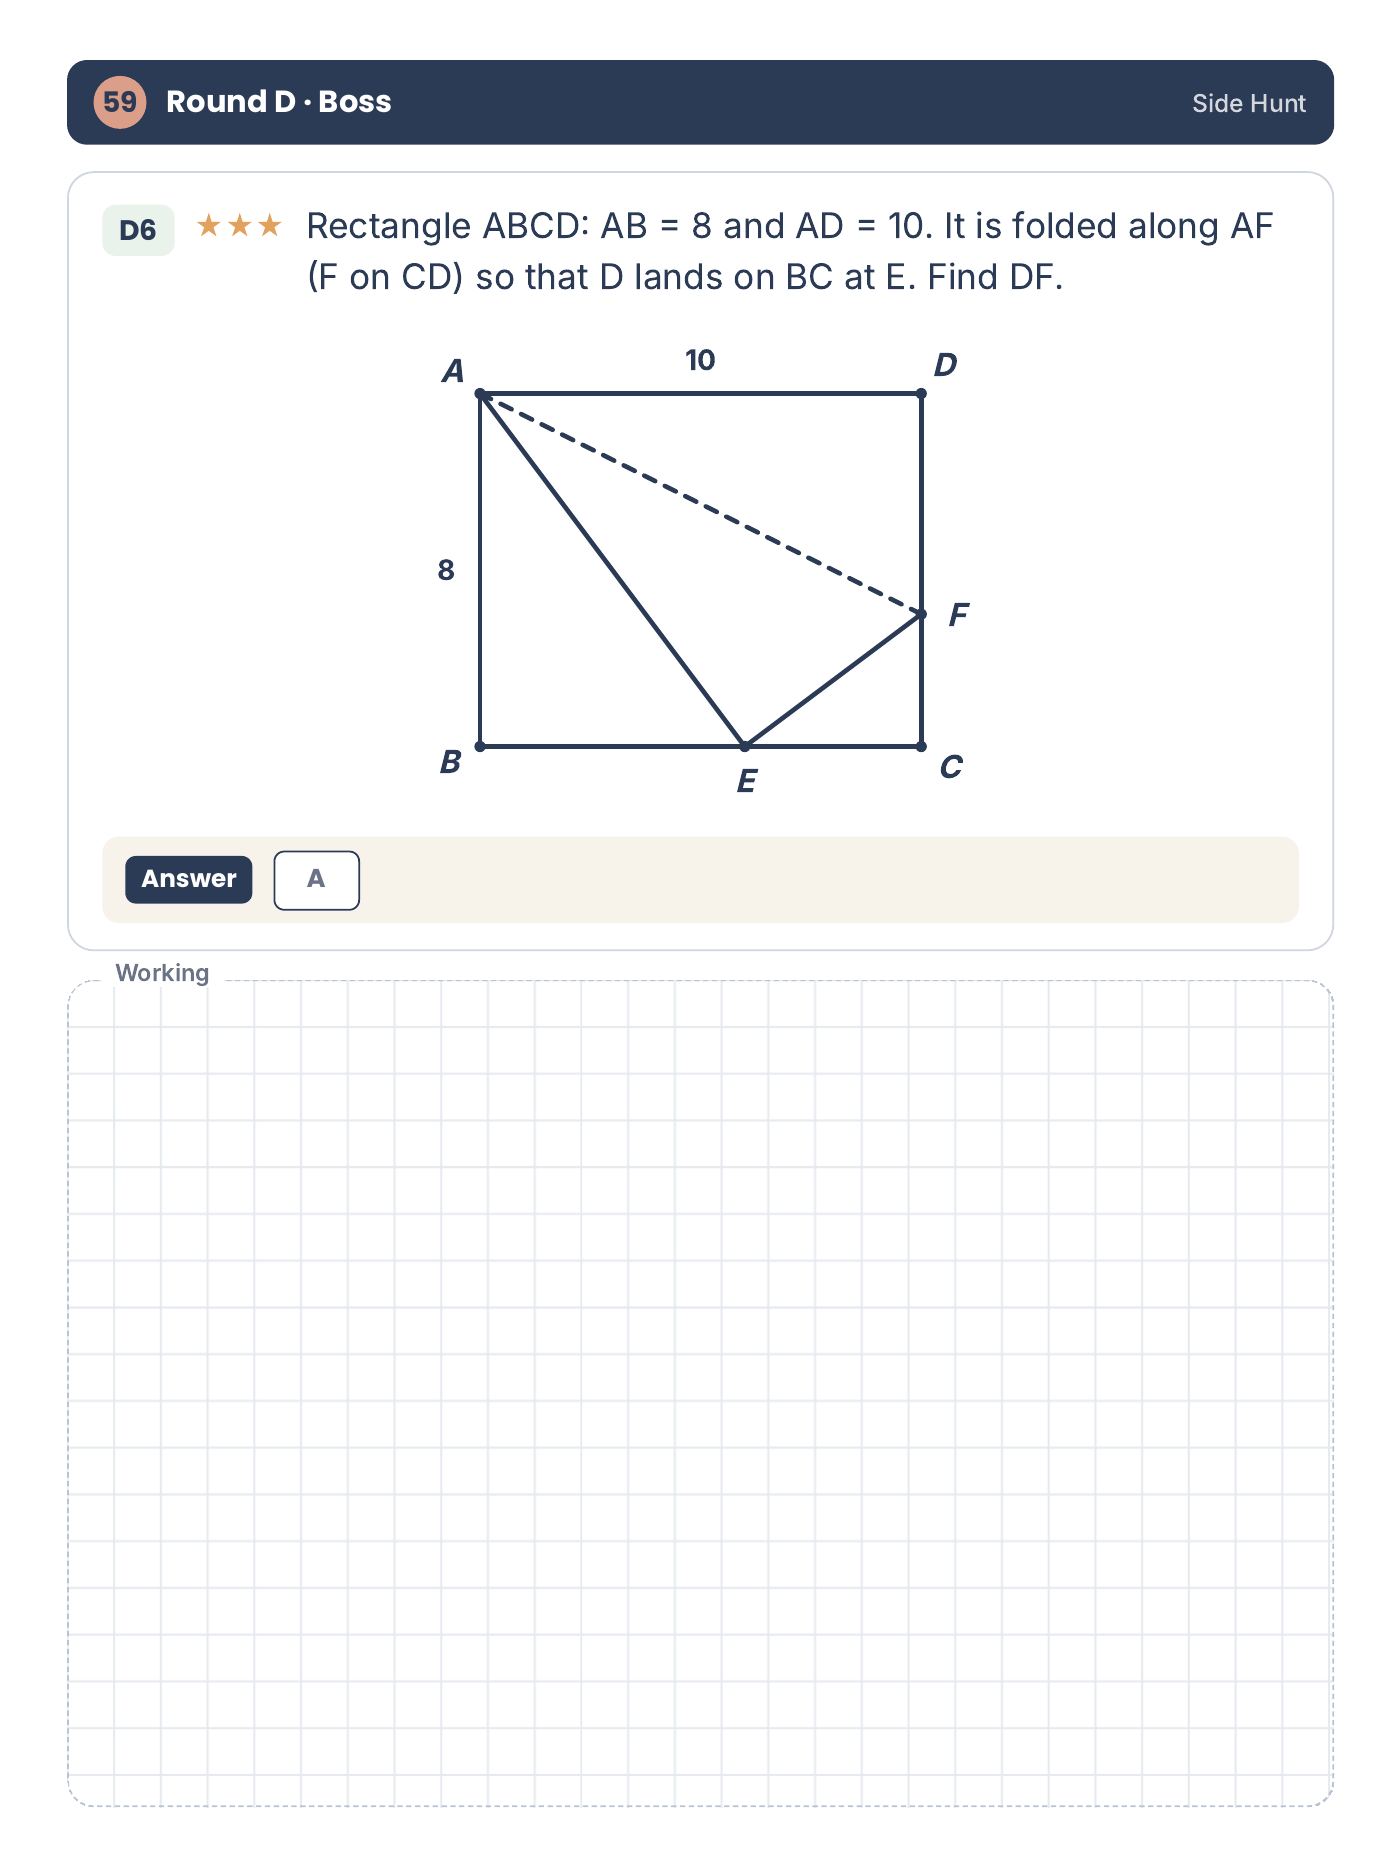 59 Round D · Boss Side Hunt
D6 ★★★ Rectangle ABCD: AB = 8 and AD = 10. It is folded along AF
(F on CD) so that D lands on BC at E. Find DF.
10
A D
8
F
B C
E
Answer A
Working